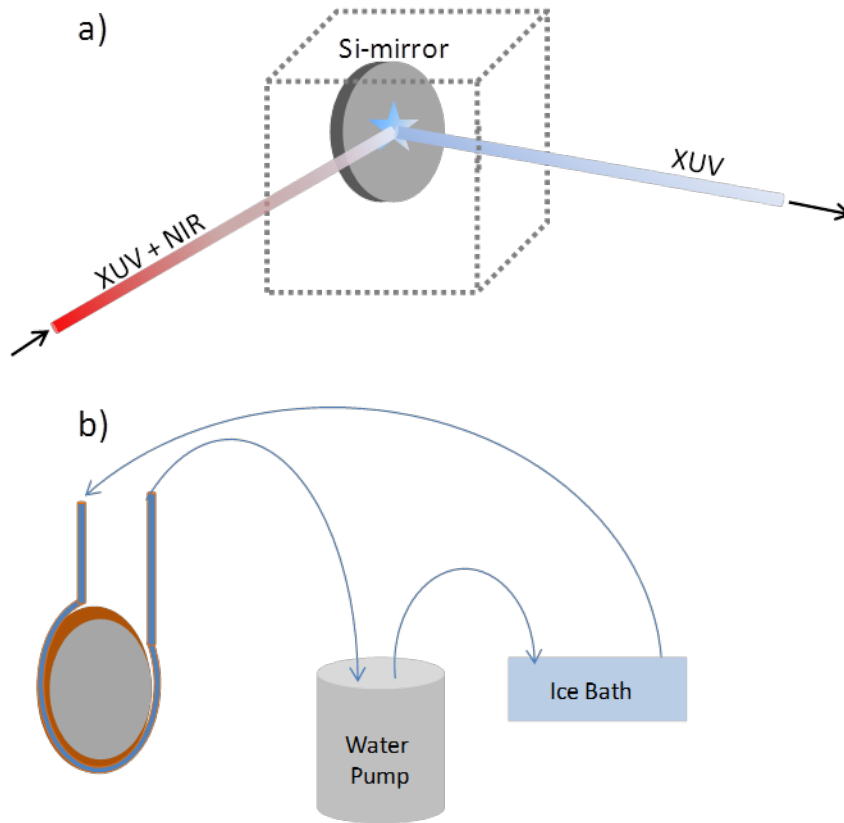 a)
Si-mirror
XUV + NIR
XUV
b)
Water
Pump
Ice Bath